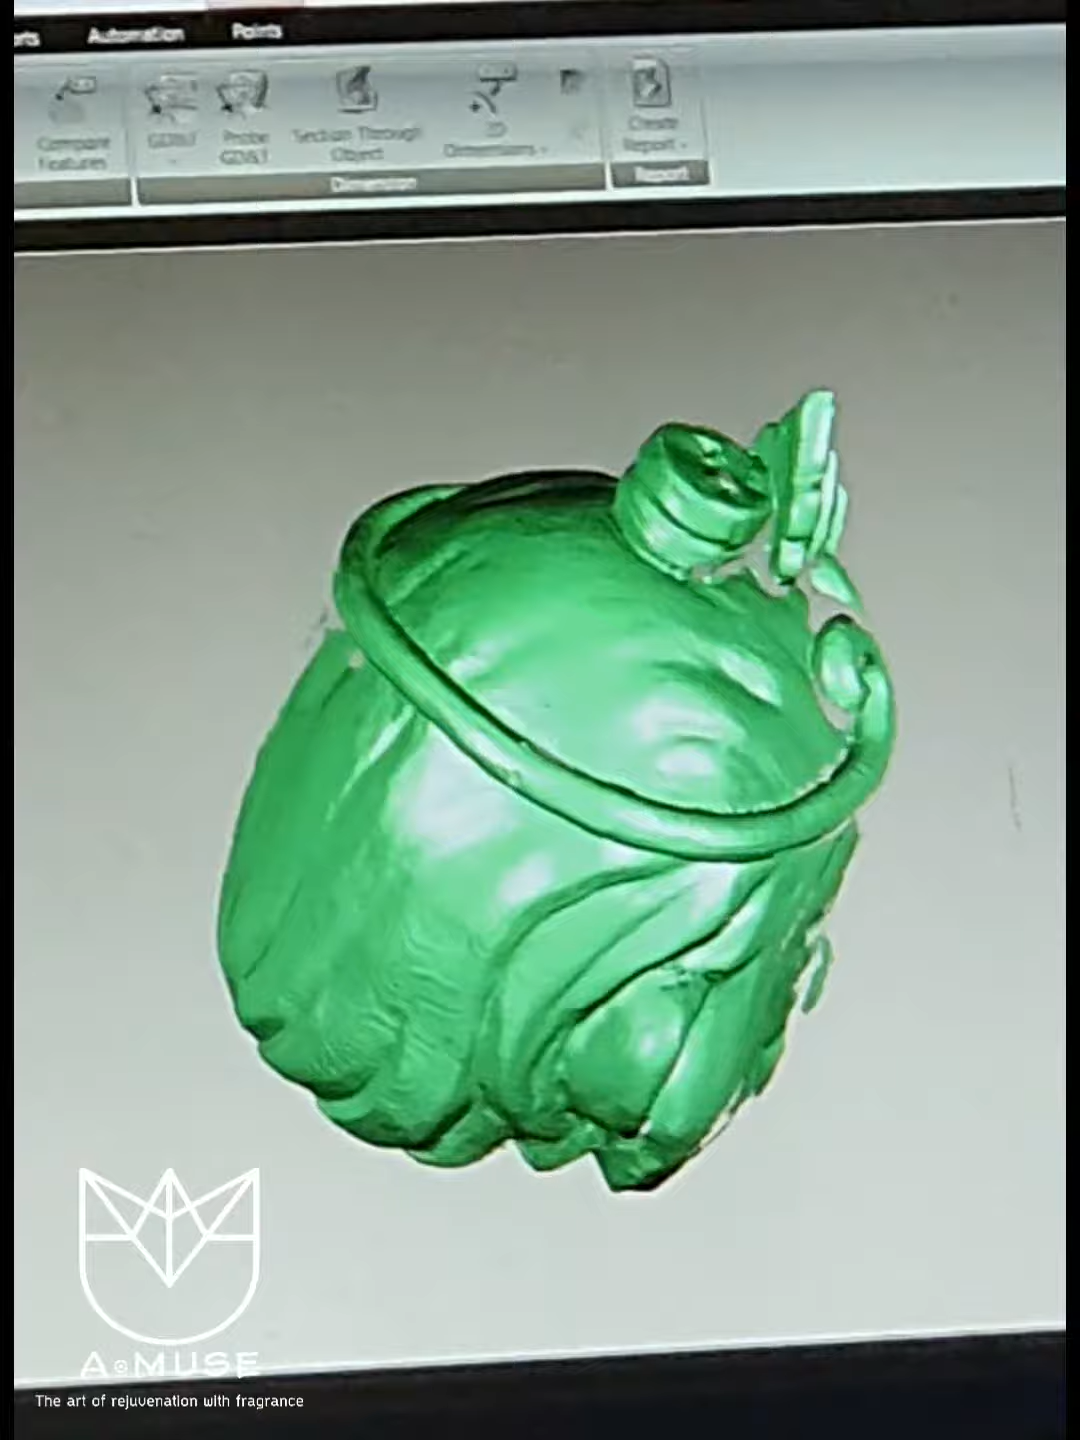 Automation Points
Compare
Features
GD&T
Probe
GD&T
Section Through
Object
2D
Dimensions
Create
Report
Dimension
Report
A MUSE
The art of rejuvenation with fragrance